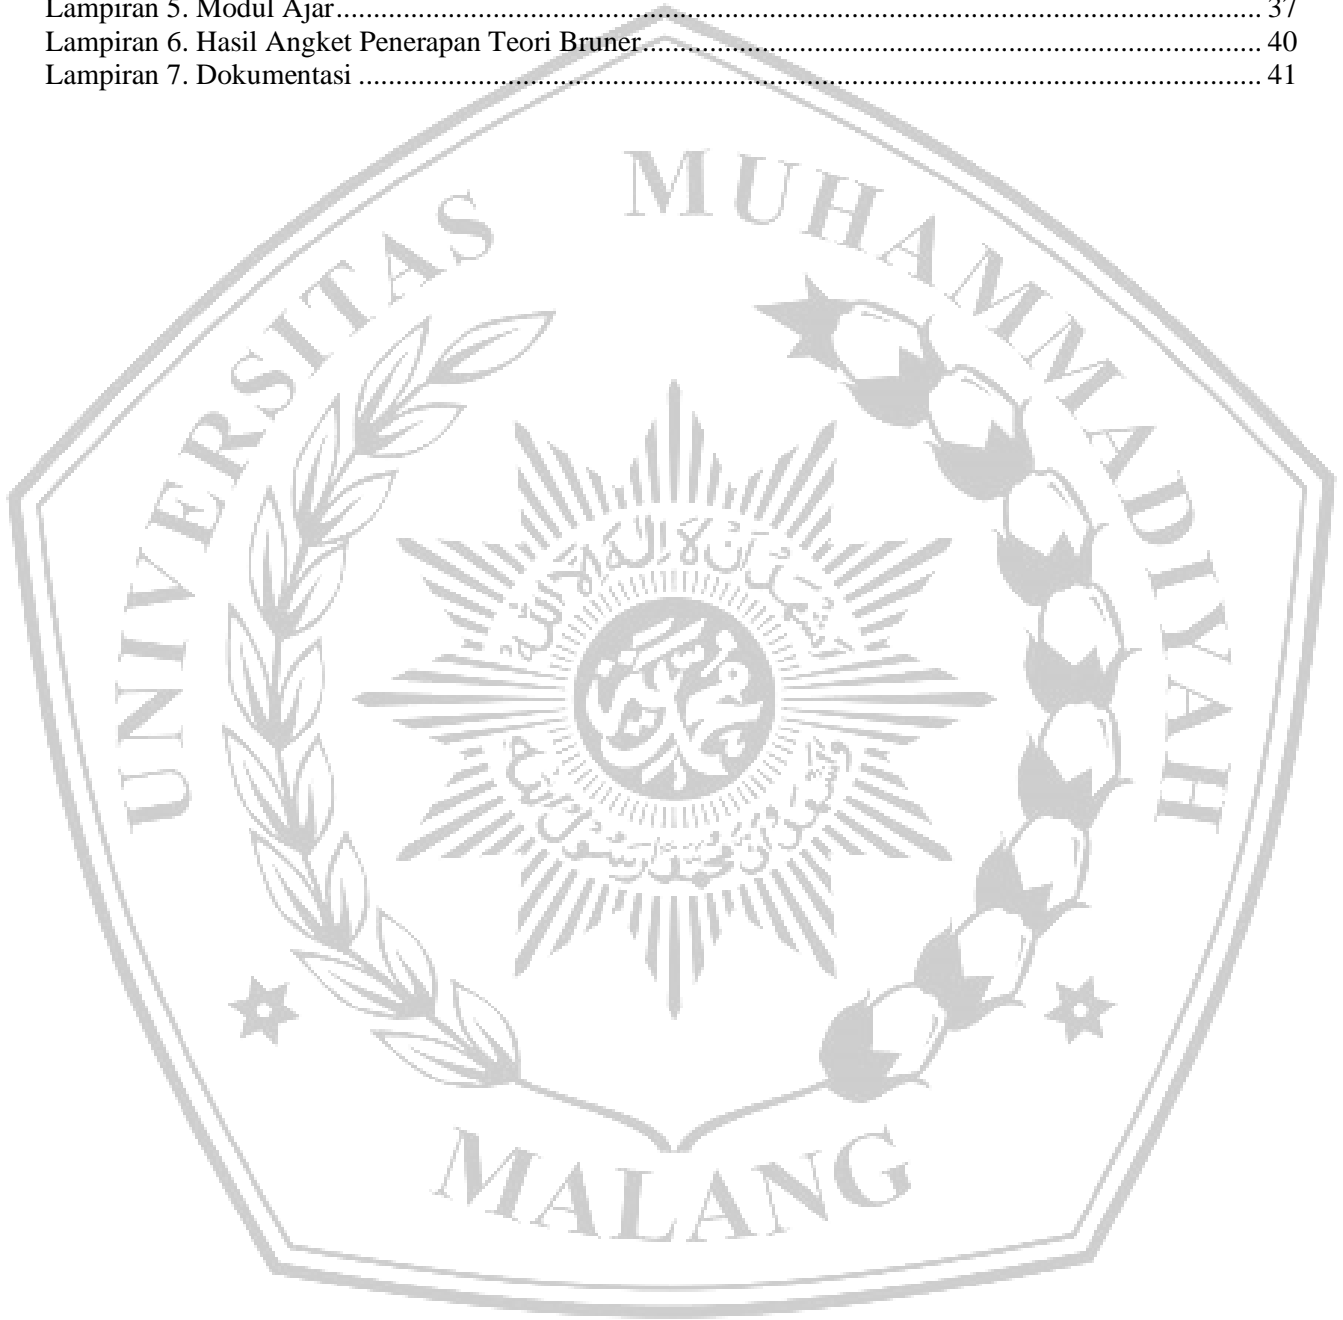 Lampiran 5. Modul Ajar........................................................................................................................... 37
Lampiran 6. Hasil Angket Penerapan Teori Bruner................................................................................... 40
Lampiran 7. Dokumentasi ......................................................................................................................... 41
UNIVERSITAS MUHAMMADIYAH
MALANG